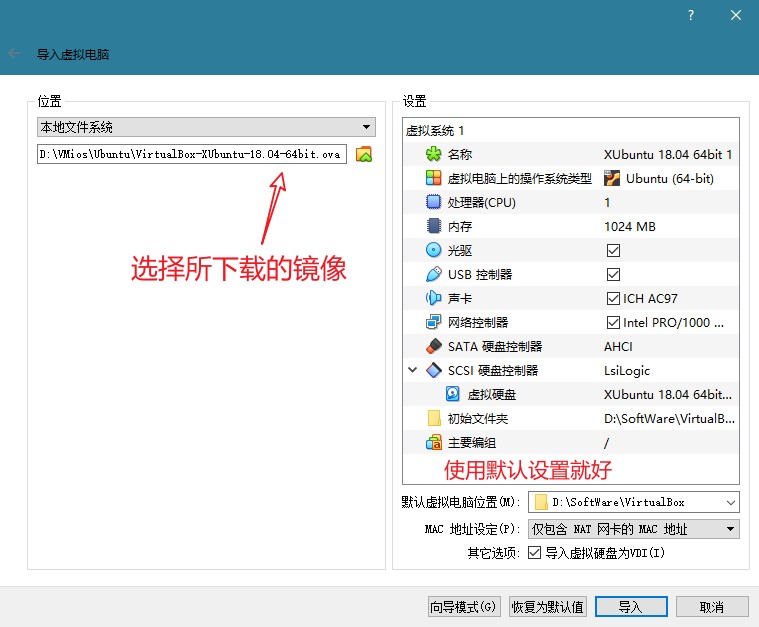 ?
导入虚拟电脑
位置
本地文件系统
D:\VMios\Ubuntu\VirtualBox-XUbuntu-18.04-64bit.ova
选择所下载的镜像
设置
虚拟系统 1
名称 XUbuntu 18.04 64bit 1
虚拟电脑上的操作系统类型 Ubuntu (64-bit)
处理器(CPU) 1
内存 1024 MB
光驱
USB 控制器
声卡 ICH AC97
网络控制器 Intel PRO/1000 ...
SATA 硬盘控制器 AHCI
SCSI 硬盘控制器 LsiLogic
虚拟硬盘 XUbuntu 18.04 64bit...
初始文件夹 D:\SoftWare\VirtualB...
主要编组 /
使用默认设置就好
默认虚拟电脑位置(M): D:\SoftWare\VirtualBox
MAC 地址设定(P): 仅包含 NAT 网卡的 MAC 地址
其它选项: 导入虚拟硬盘为VDI(I)
向导模式(G) 恢复为默认值 导入 取消